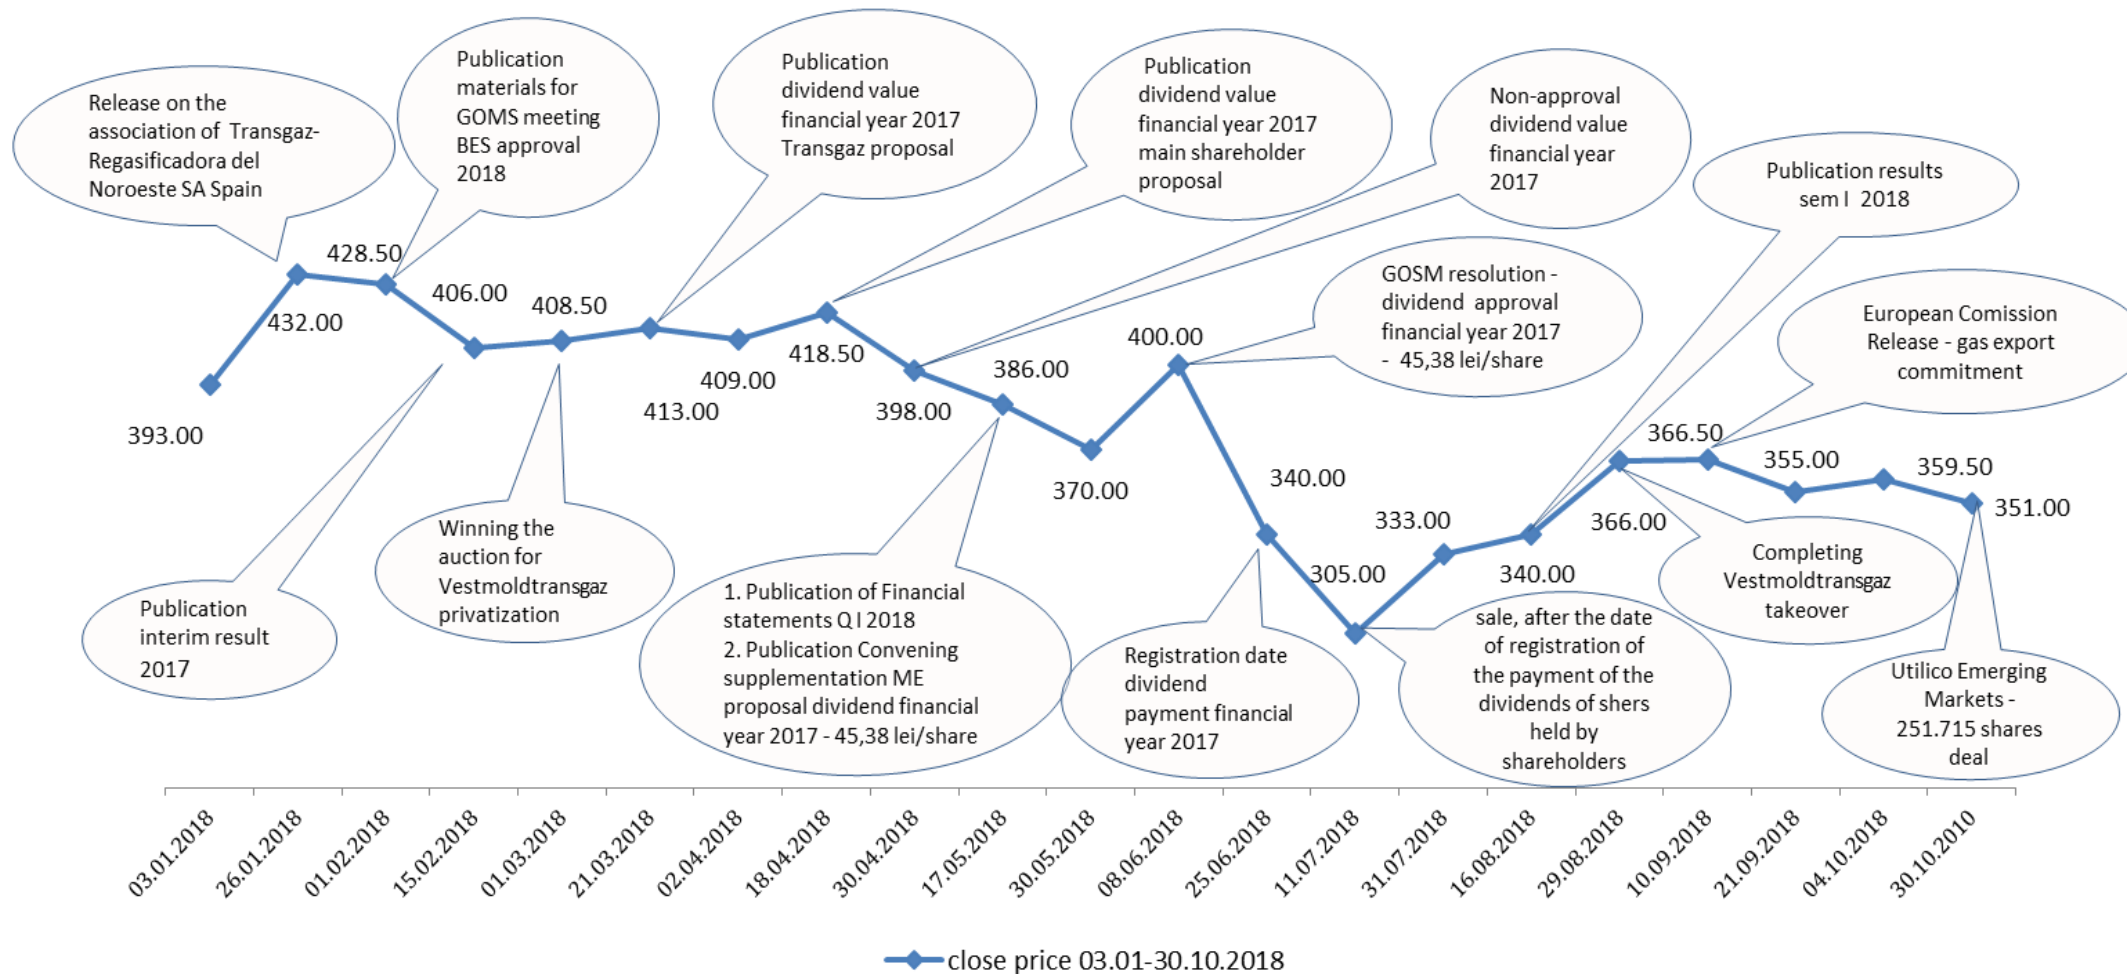 Release on the
association of Transgaz-
Regasificadora del
Noroeste SA Spain
Publication
materials for
GOMS meeting
BES approval
2018
Publication
dividend value
financial year 2017
Transgaz proposal
Publication
dividend value
financial year 2017
main shareholder
proposal
Non-approval
dividend value
financial year
2017
Publication results
sem I 2018
GOSM resolution -
dividend approval
financial year 2017
- 45,38 lei/share
European Comission
Release - gas export
commitment
393.00
432.00
428.50
406.00
408.50
413.00
409.00
418.50
398.00
386.00
370.00
400.00
340.00
305.00
333.00
340.00
366.00
366.50
355.00
359.50
351.00
Publication
interim result
2017
Winning the
auction for
Vestmoldtransgaz
privatization
1. Publication of Financial
statements Q I 2018
2. Publication Convening
supplementation ME
proposal dividend financial
year 2017 - 45,38 lei/share
Registration date
dividend
payment financial
year 2017
sale, after the date
of registration of
the payment of the
dividends of shers
held by
shareholders
Completing
Vestmoldtransgaz
takeover
Utilico Emerging
Markets -
251.715 shares
deal
03.01.2018
26.01.2018
01.02.2018
15.02.2018
01.03.2018
21.03.2018
02.04.2018
18.04.2018
30.04.2018
17.05.2018
30.05.2018
08.06.2018
25.06.2018
11.07.2018
31.07.2018
16.08.2018
29.08.2018
10.09.2018
21.09.2018
04.10.2018
30.10.2010
close price 03.01-30.10.2018